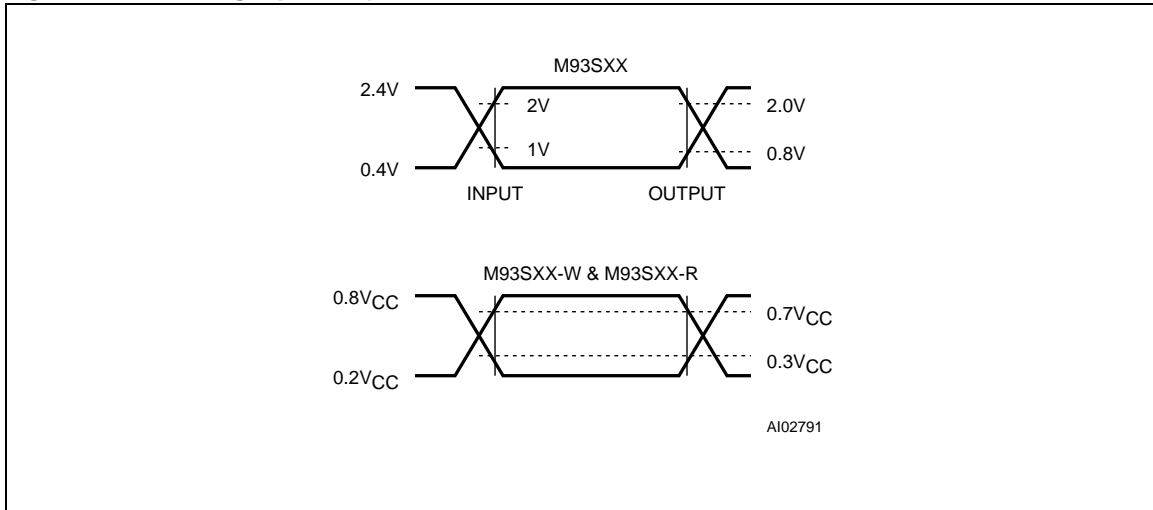 M93SXX
2.4V
2V
2.0V
1V
0.8V
0.4V
INPUT
OUTPUT
M93SXX-W & M93SXX-R
0.8VCC
0.7VCC
0.3VCC
0.2VCC
AI02791